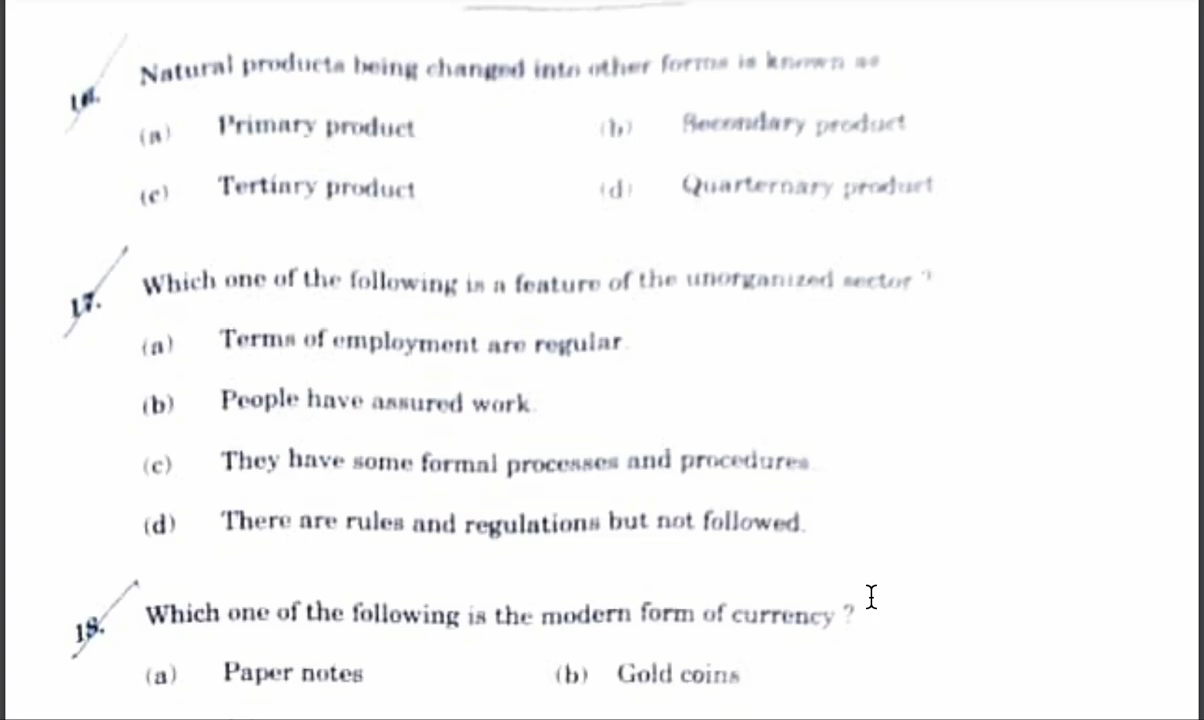 16. Natural products being changed into other forms is known as
(a) Primary product (b) Secondary product
(c) Tertiary product (d) Quarternary product
17. Which one of the following is a feature of the unorganized sector ?
(a) Terms of employment are regular.
(b) People have assured work.
(c) They have some formal processes and procedures.
(d) There are rules and regulations but not followed.
18. Which one of the following is the modern form of currency ?
(a) Paper notes (b) Gold coins